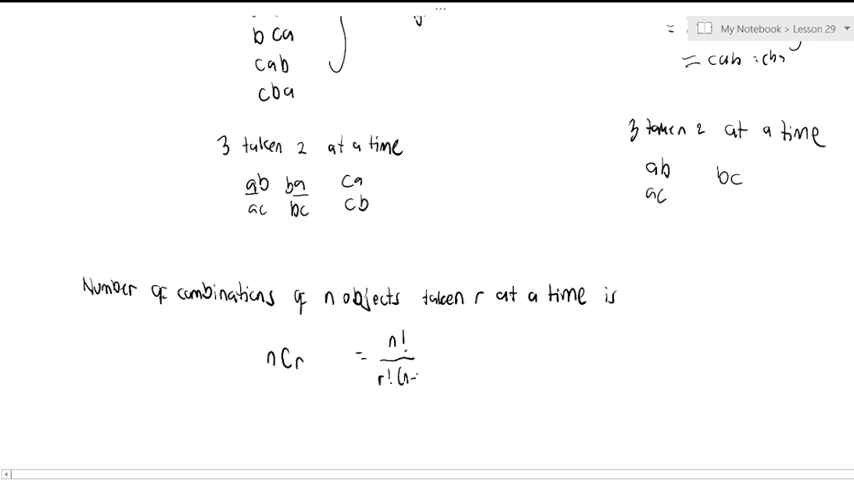 My Notebook > Lesson 29
b ca
cab
cba
= cab = cba
3 taken 2 at a time
ab ba ca
ac bc cb
3 taken 2 at a time
ab bc
ac
Number of combinations of n objects taken r at a time is
nCr = n!
r! (n-